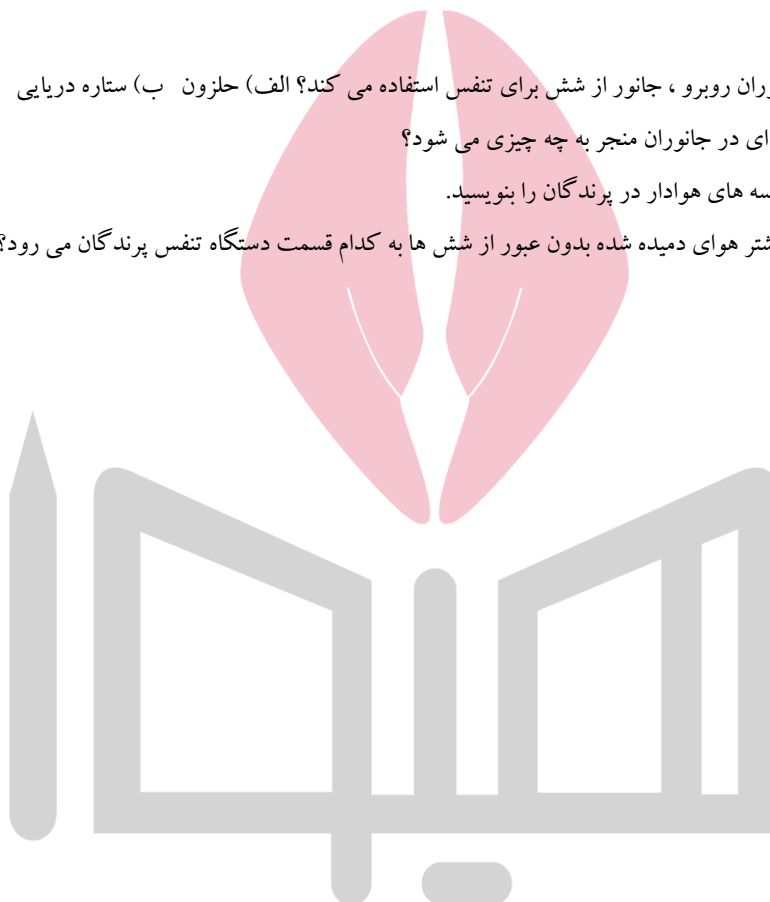 وران روبرو ، جانور از شش برای تنفس استفاده می کند؟ الف) حلزون ب) ستاره دریایی
ای در جانوران منجر به چه چیزی می شود؟
سه های هوادار در پرندگان را بنویسید.
شتر هوای دمیده شده بدون عبور از شش ها به کدام قسمت دستگاه تنفس پرندگان می رود؟